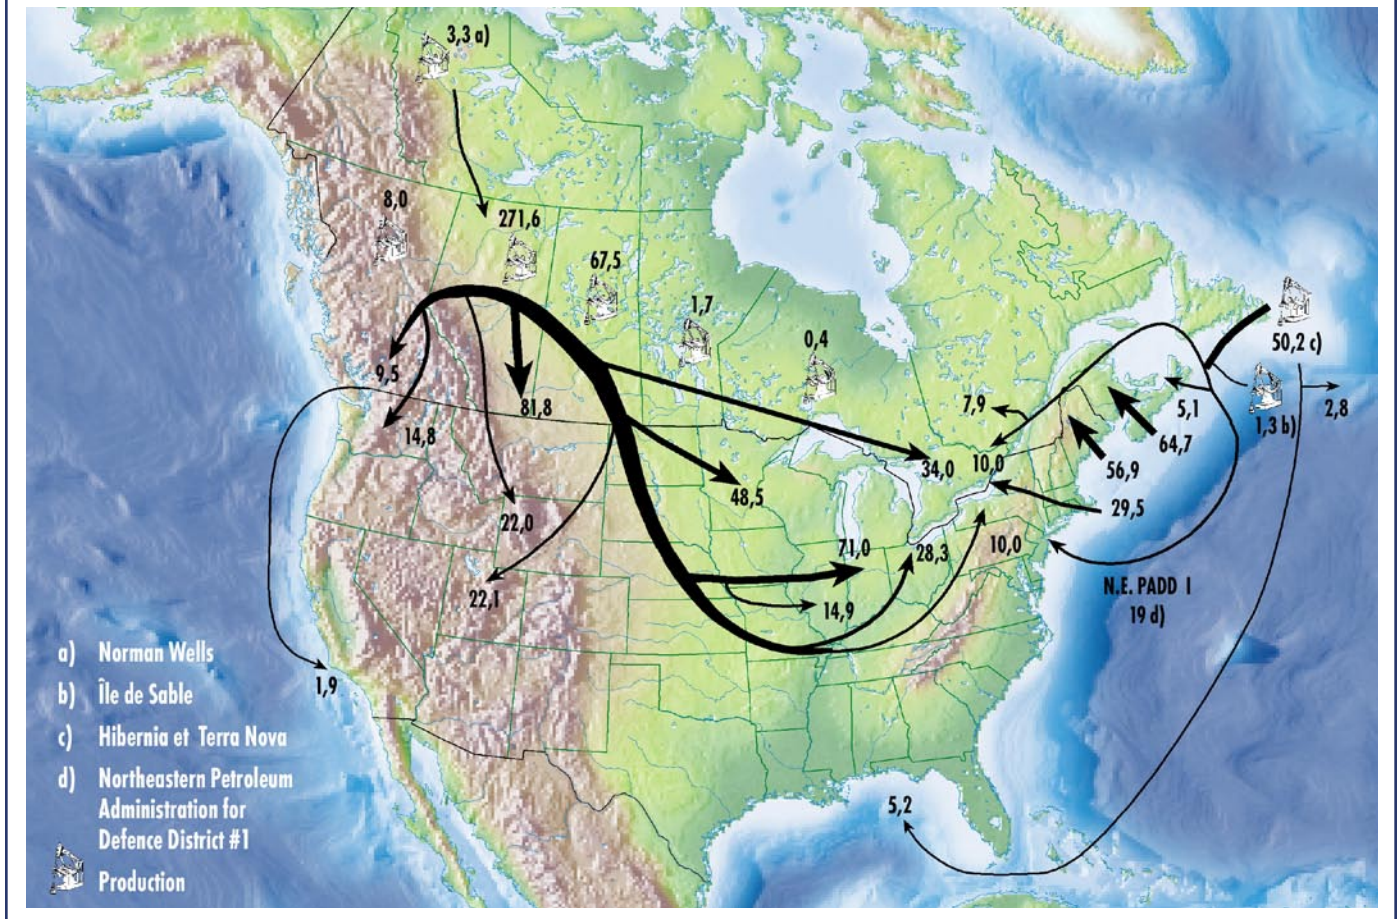 3,3 a)
8,0
271,6
67,5
1,7
0,4
50,2 c)
9,5
81,8
7,9
5,1
1,3 b)
2,8
14,8
34,0
10,0
56,9
64,7
48,5
29,5
22,0
71,0
28,3
10,0
22,1
14,9
N.E. PADD I
19 d)
1,9
5,2
a) Norman Wells
b) Île de Sable
c) Hibernia et Terra Nova
d) Northeastern Petroleum
Administration for
Defence District #1
Production